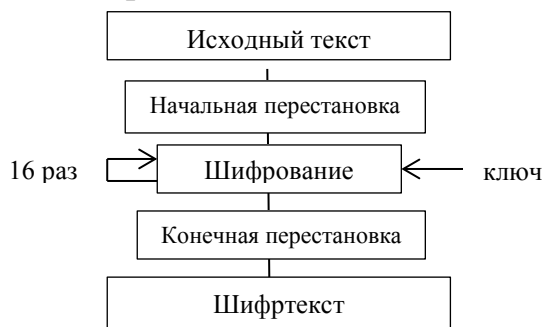 Исходный текст
Начальная перестановка
16 раз
Шифрование
ключ
Конечная перестановка
Шифртекст